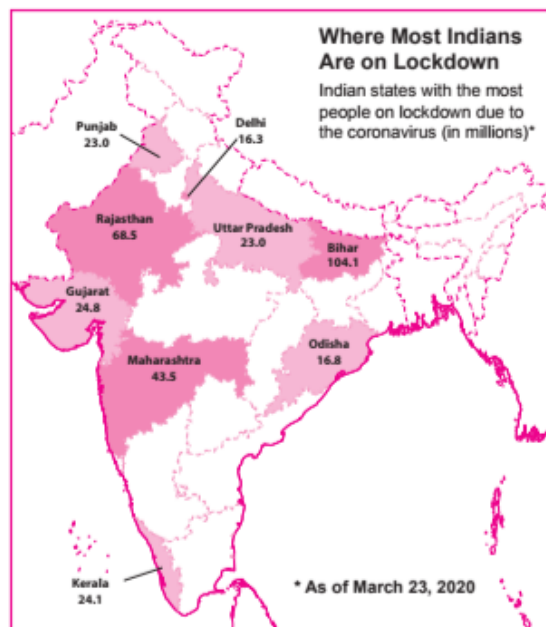 Where Most Indians
Are on Lockdown
Indian states with the most
people on lockdown due to
the coronavirus (in millions)*
Delhi
16.3
Punjab
23.0
Rajasthan
68.5
Uttar Pradesh
23.0
Bihar
104.1
Gujarat
24.8
Odisha
16.8
Maharashtra
43.5
Kerala
24.1
* As of March 23, 2020